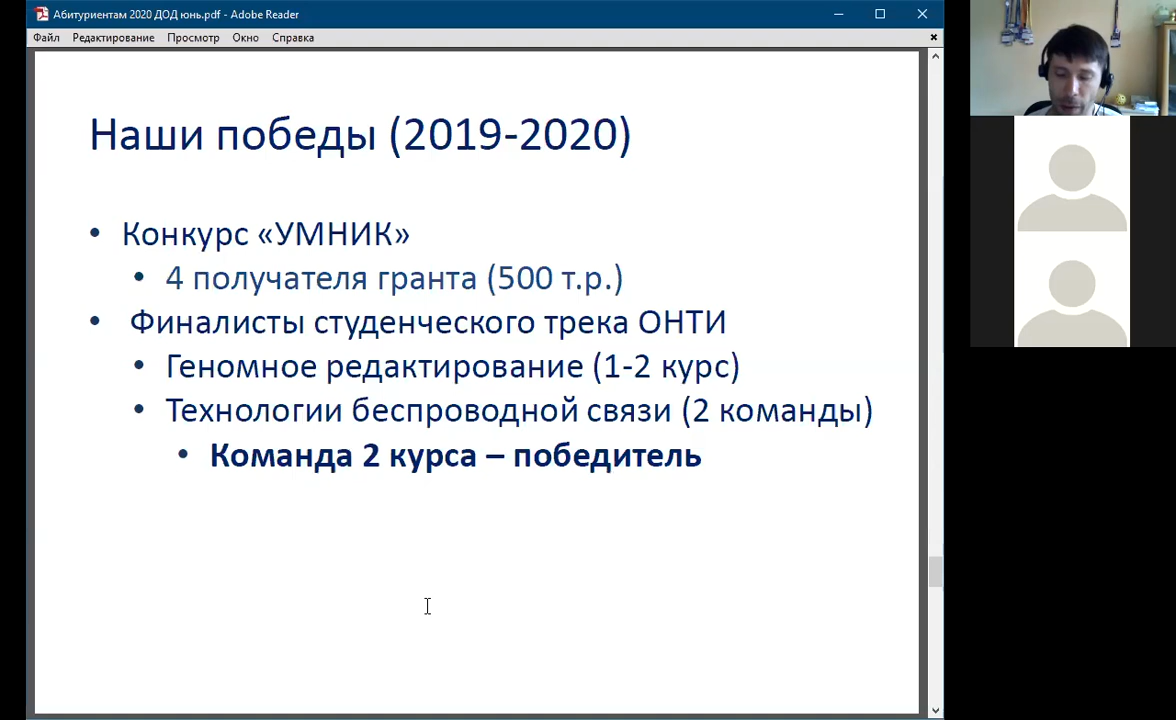 Абитуриентам 2020 ДОД юнь.pdf - Adobe Reader
Файл Редактирование Просмотр Окно Справка
Наши победы (2019-2020)
• Конкурс «УМНИК»
• 4 получателя гранта (500 т.р.)
• Финалисты студенческого трека ОНТИ
• Геномное редактирование (1-2 курс)
• Технологии беспроводной связи (2 команды)
• Команда 2 курса – победитель